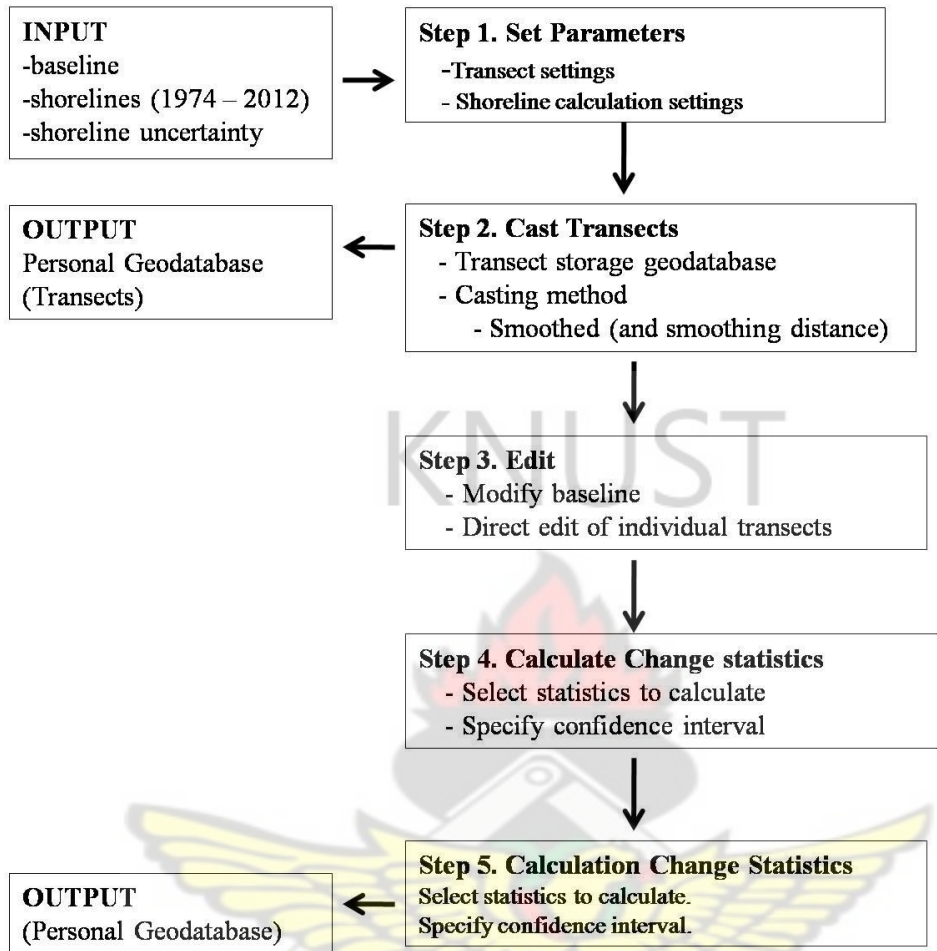 INPUT
-baseline
-shorelines (1974 – 2012)
-shoreline uncertainty
Step 1. Set Parameters
-Transect settings
- Shoreline calculation settings
OUTPUT
Personal Geodatabase
(Transects)
Step 2. Cast Transects
- Transect storage geodatabase
- Casting method
- Smoothed (and smoothing distance)
KNUST
Step 3. Edit
- Modify baseline
- Direct edit of individual transects
Step 4. Calculate Change statistics
- Select statistics to calculate
- Specify confidence interval
Step 5. Calculation Change Statistics
Select statistics to calculate.
Specify confidence interval.
OUTPUT
(Personal Geodatabase)